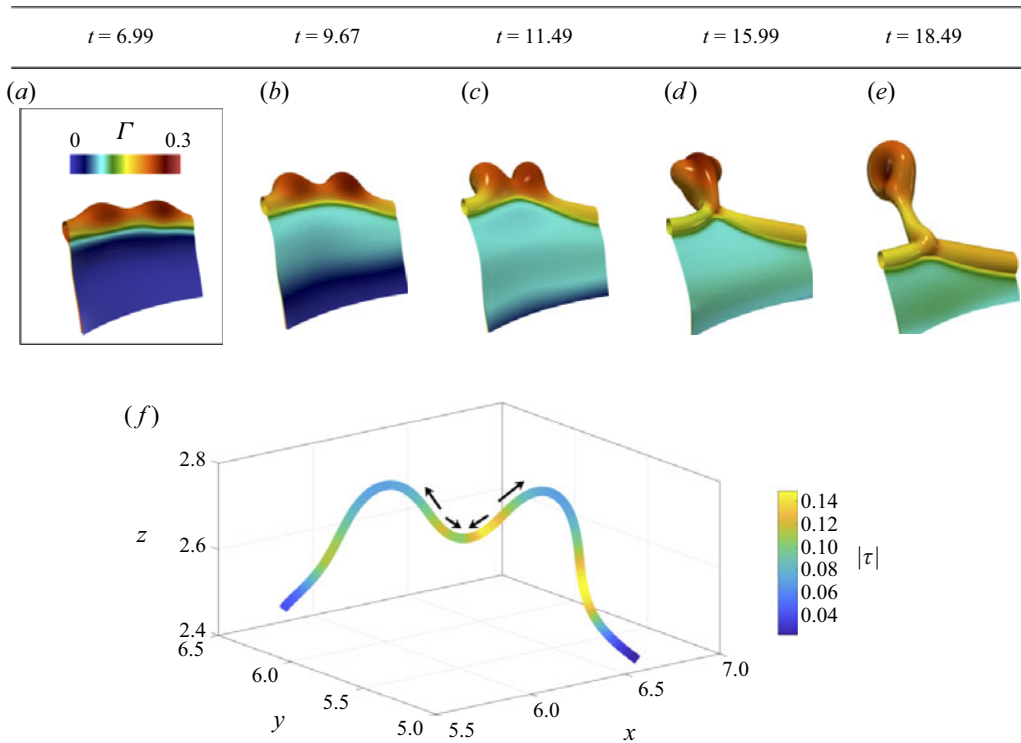 t = 6.99 t = 9.67 t = 11.49 t = 15.99 t = 18.49
(a) (b) (c) (d) (e)
Γ
0 0.3
(f)
2.8
2.6
2.4
z
6.5
6.0
5.5
5.0
y
5.5
6.0
6.5
7.0
x
0.14
0.12
0.10
0.08
0.06
0.04
|τ|